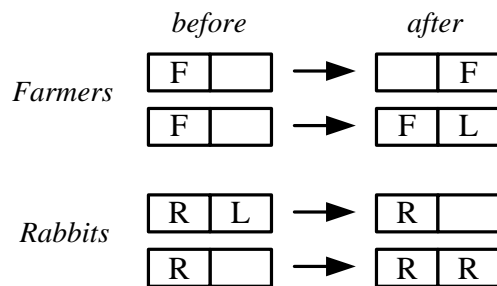 before after
F F
Farmers
F F L
R L R
Rabbits
R R R